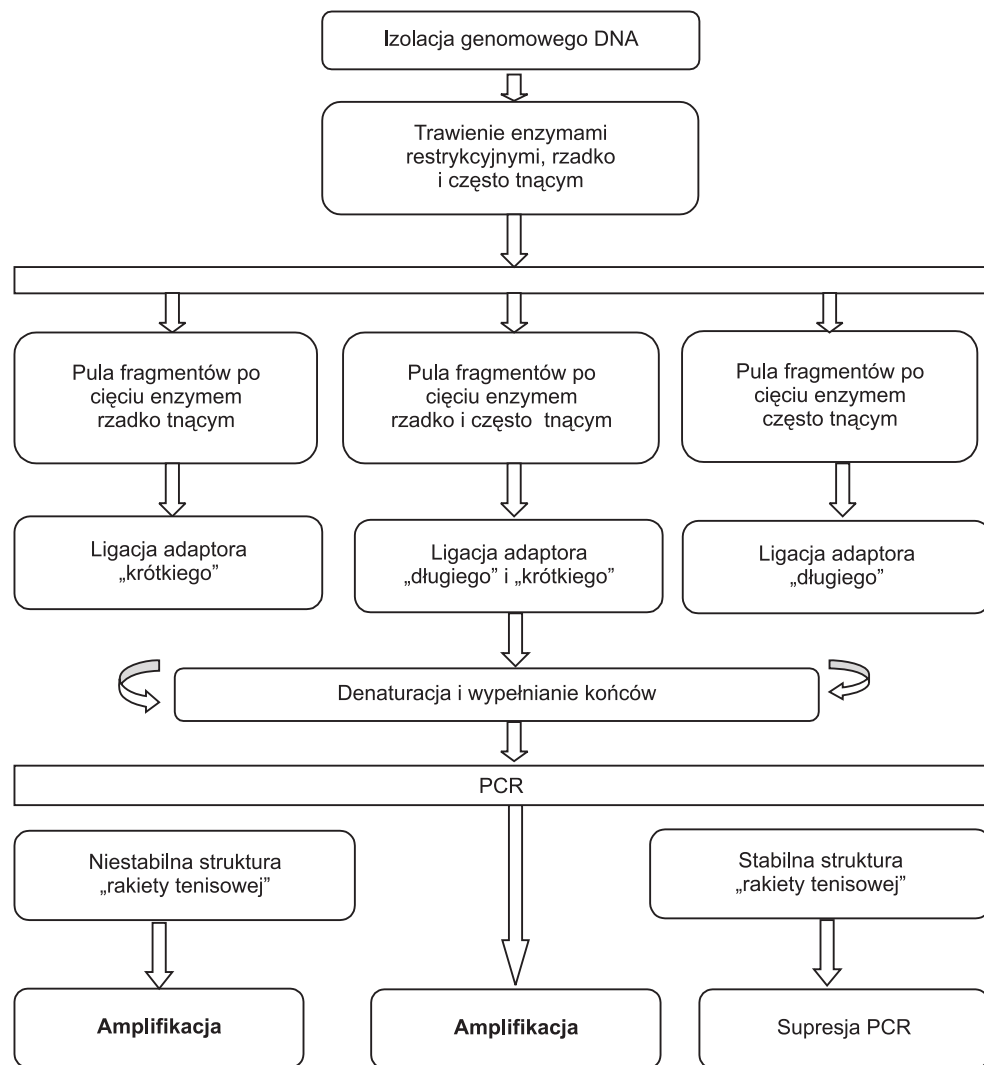 Izolacja genomowego DNA
Trawienie enzymami
restrykcyjnymi, rzadko
i często tnącym
Pula fragmentów po
cięciu enzymem
rzadko tnącym
Pula fragmentów po
cięciu enzymem
rzadko i często tnącym
Pula fragmentów po
cięciu enzymem
często tnącym
Ligacja adaptora
„krótkiego”
Ligacja adaptora
„długiego” i „krótkiego”
Ligacja adaptora
„długiego”
Denaturacja i wypełnianie końców
PCR
Niestabilna struktura
„rakiety tenisowej”
Stabilna struktura
„rakiety tenisowej”
Amplifikacja
Amplifikacja
Supresja PCR